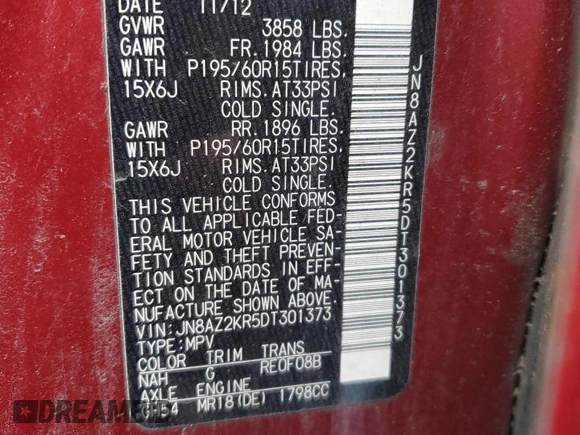 DATE 11/12
GVWR 3858 LBS.
GAWR FR. 1984 LBS.
WITH P195/60R15TIRES,
15X6J RIMS. AT33PSI
COLD SINGLE.
GAWR RR. 1896 LBS.
WITH P195/60R15TIRES,
15X6J RIMS. AT33PSI
COLD SINGLE.
THIS VEHICLE CONFORMS
TO ALL APPLICABLE FED-
ERAL MOTOR VEHICLE SA-
FETY AND THEFT PREVEN-
TION STANDARDS IN EFF-
ECT ON THE DATE OF MA-
NUFACTURE SHOWN ABOVE.
VIN:JN8AZ2KR5DT301373
TYPE:MPV
COLOR TRIM TRANS
NAH G RE0F08B
AXLE ENGINE
GH54 MR18(DE) 1798CC
JN8AZ2KR5DT301373